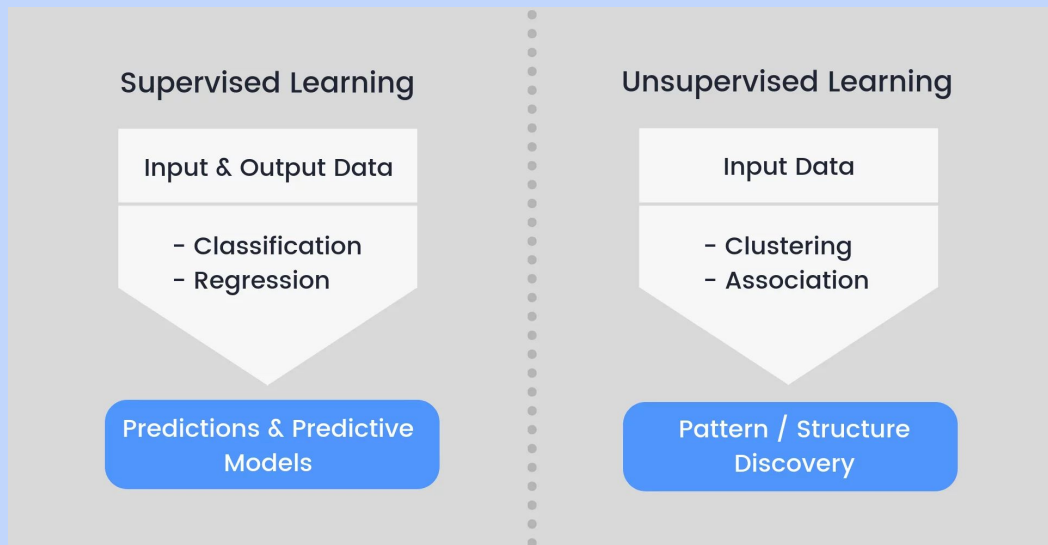 Supervised Learning
Input & Output Data
- Classification
- Regression
Predictions & Predictive
Models
Unsupervised Learning
Input Data
- Clustering
- Association
Pattern / Structure
Discovery